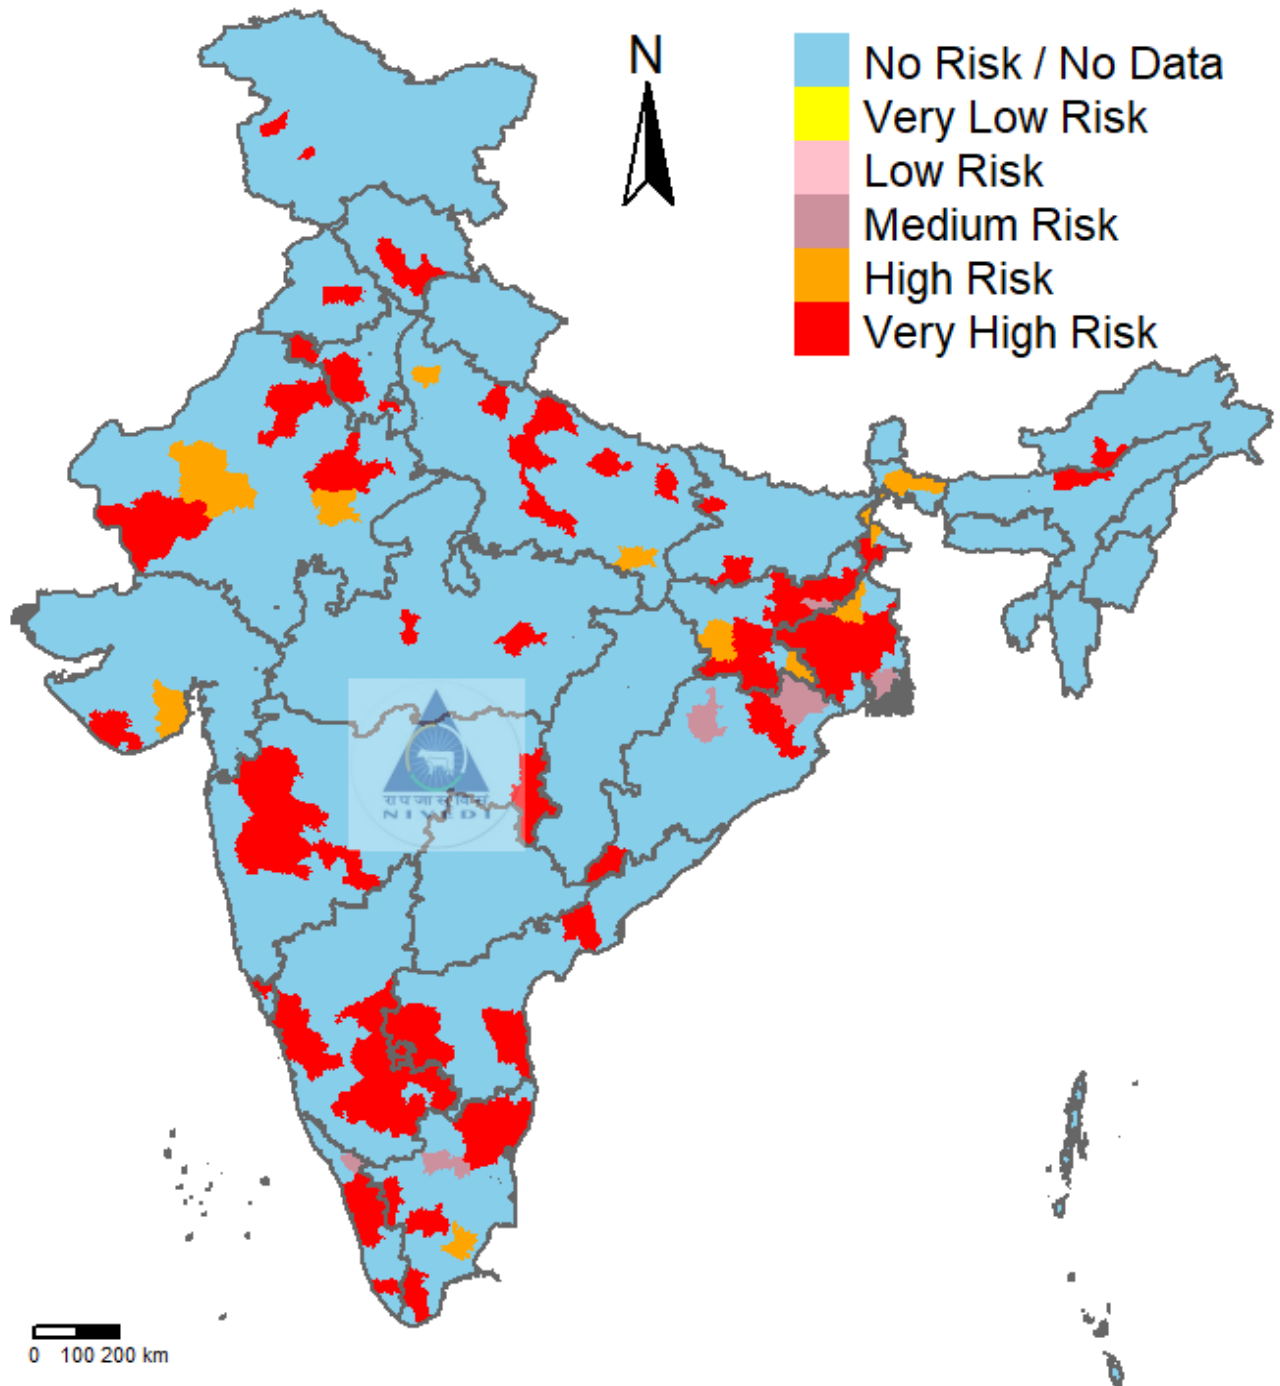 N
No Risk / No Data
Very Low Risk
Low Risk
Medium Risk
High Risk
Very High Risk
NIVEDI
0 100 200 km